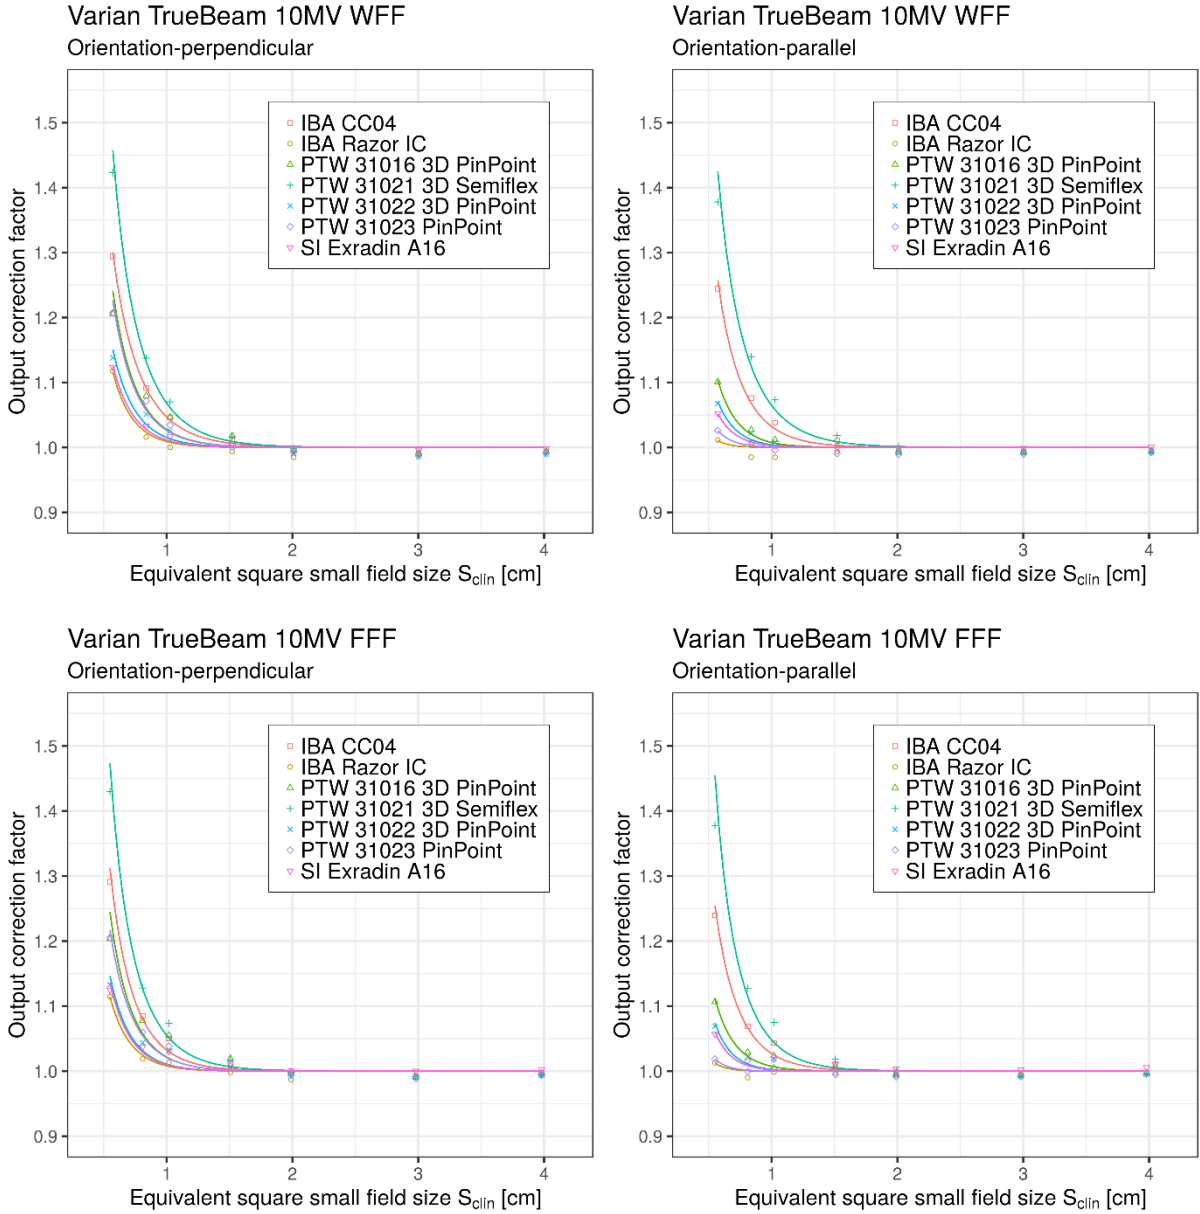 Varian TrueBeam 10MV WFF
Orientation-perpendicular
Output correction factor
1.5
1.4
1.3
1.2
1.1
1.0
0.9
IBA CC04
IBA Razor IC
PTW 31016 3D PinPoint
PTW 31021 3D Semiflex
PTW 31022 3D PinPoint
PTW 31023 PinPoint
SI Exradin A16
1 2 3 4
Equivalent square small field size Sclin [cm]
Varian TrueBeam 10MV WFF
Orientation-parallel
Output correction factor
1.5
1.4
1.3
1.2
1.1
1.0
0.9
IBA CC04
IBA Razor IC
PTW 31016 3D PinPoint
PTW 31021 3D Semiflex
PTW 31022 3D PinPoint
PTW 31023 PinPoint
SI Exradin A16
1 2 3 4
Equivalent square small field size Sclin [cm]
Varian TrueBeam 10MV FFF
Orientation-perpendicular
Output correction factor
1.5
1.4
1.3
1.2
1.1
1.0
0.9
IBA CC04
IBA Razor IC
PTW 31016 3D PinPoint
PTW 31021 3D Semiflex
PTW 31022 3D PinPoint
PTW 31023 PinPoint
SI Exradin A16
1 2 3 4
Equivalent square small field size Sclin [cm]
Varian TrueBeam 10MV FFF
Orientation-parallel
Output correction factor
1.5
1.4
1.3
1.2
1.1
1.0
0.9
IBA CC04
IBA Razor IC
PTW 31016 3D PinPoint
PTW 31021 3D Semiflex
PTW 31022 3D PinPoint
PTW 31023 PinPoint
SI Exradin A16
1 2 3 4
Equivalent square small field size Sclin [cm]